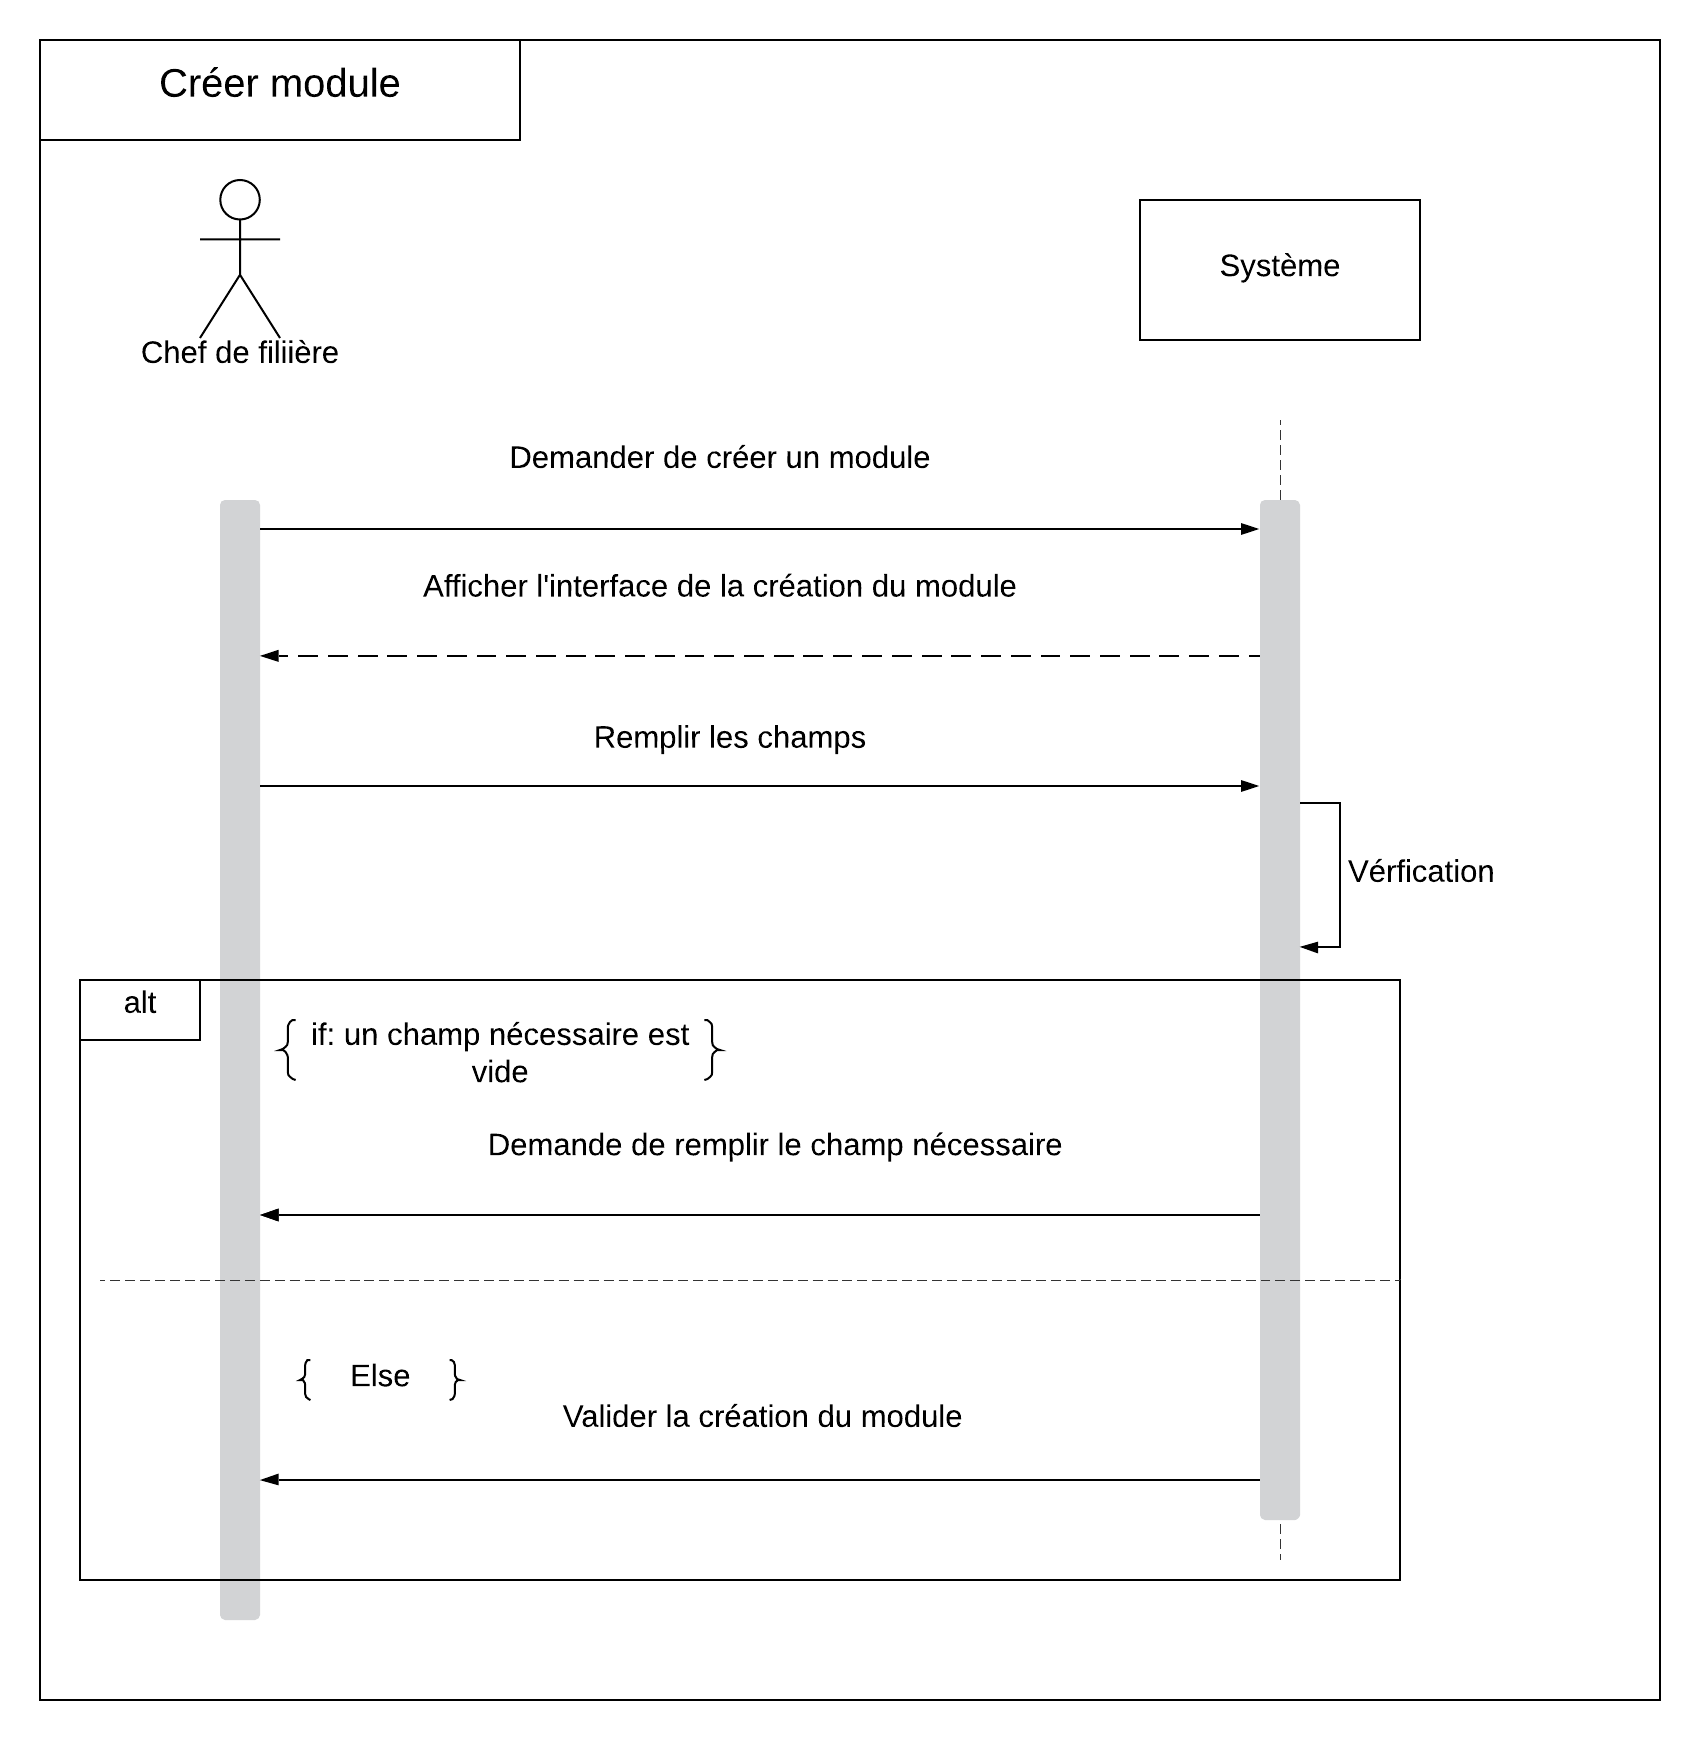 Créer module
Système
Chef de filiière
Demander de créer un module
Afficher l'interface de la création du module
Remplir les champs
Vérfication
alt
if: un champ nécessaire est
vide
Demande de remplir le champ nécessaire
Else
Valider la création du module